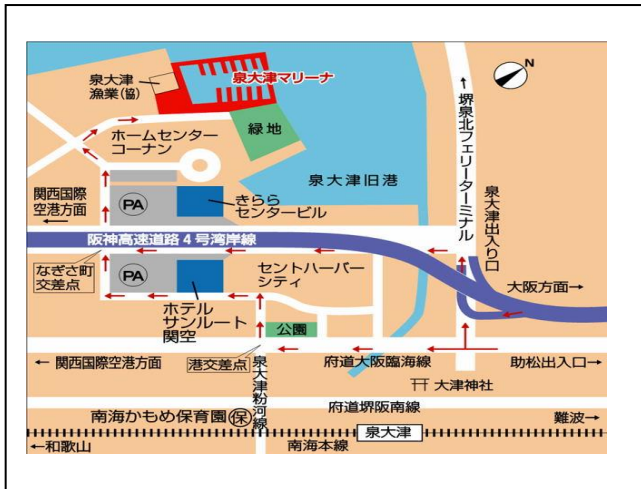 泉大津
漁業(協)
泉大津マリーナ
N
緑地
ホームセンター
コーナン
堺泉北フェリーターミナル
泉大津出入り口
関西国際
空港方面
PA
きらら
センタービル
泉大津旧港
阪神高速道路4号湾岸線
なぎさ町
交差点
PA
セントハーバー
シティ
大阪方面
ホテル
サンルート
関空
公園
関西国際空港方面
港交差点
泉大津粉河線
府道大阪臨海線
助松出入口
大津神社
府道堺阪南線
南海かもめ保育園
保
難波
泉大津
和歌山
南海本線